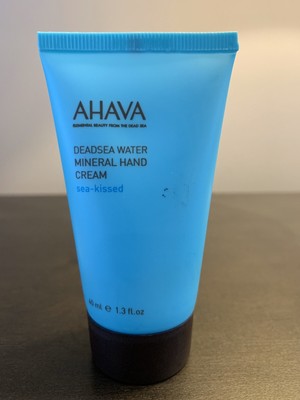 AHAVA
ELEMENTAL BEAUTY FROM THE DEAD SEA
DEADSEA WATER
MINERAL HAND
CREAM
sea-kissed
40 ml ℮ 1.3 fl.oz